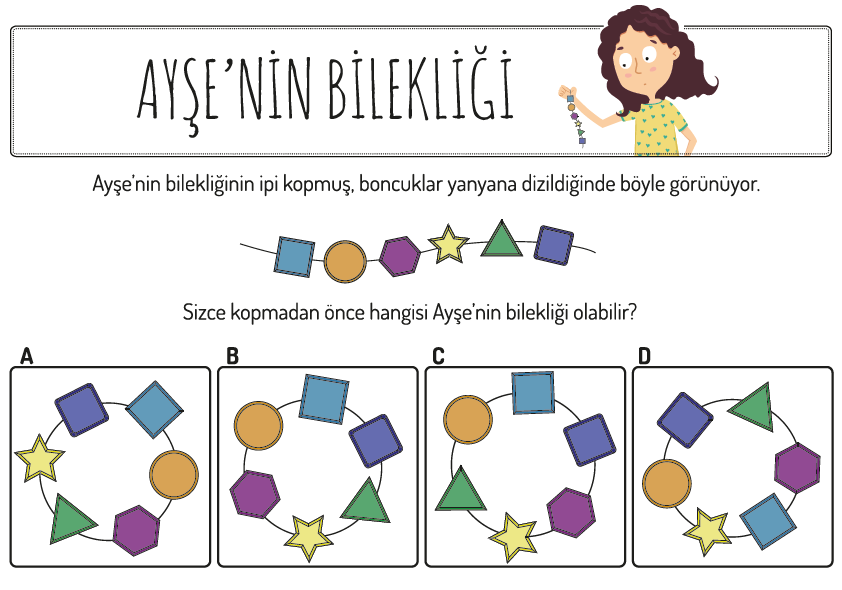 AYŞE'NİN BİLEKLİĞİ
Ayşe'nin bilekliğinin ipi kopmuş, boncuklar yanyana dizildiğinde böyle görünüyor.
Sizce kopmadan önce hangisi Ayşe'nin bilekliği olabilir?
A
B
C
D